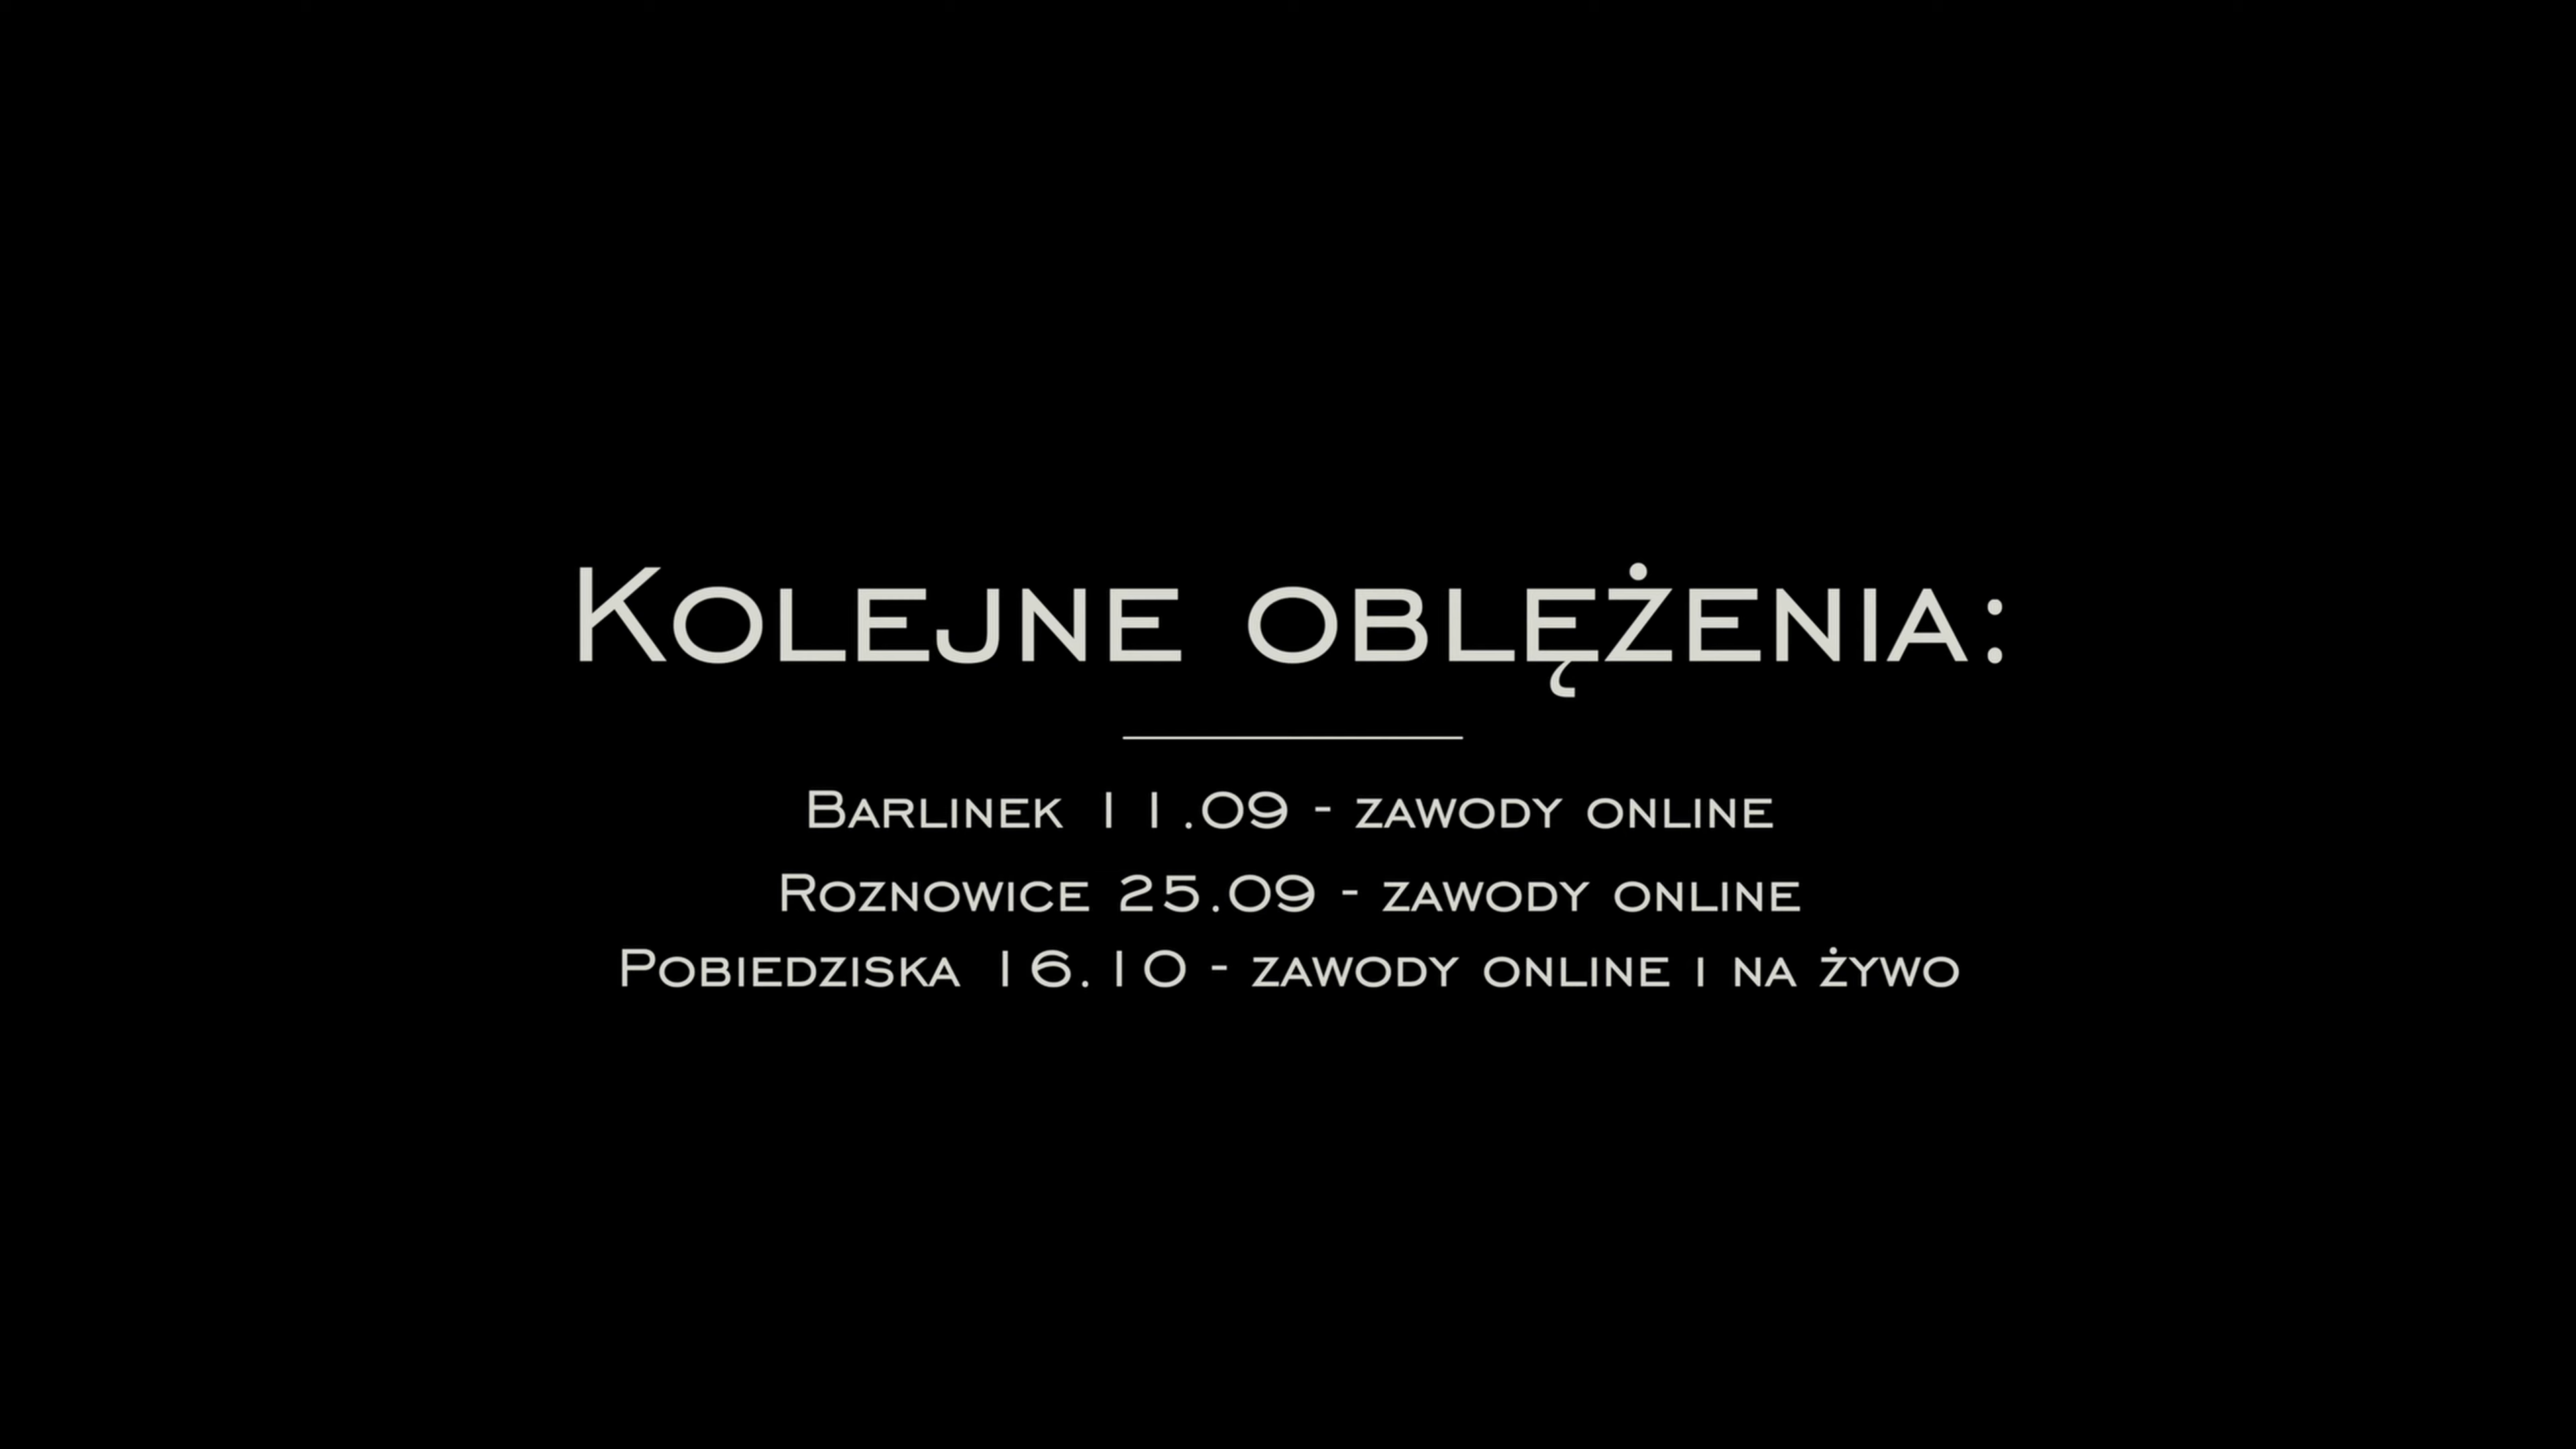 Kolejne oblężenia:
Barlinek 11.09 - zawody online
Roznowice 25.09 - zawody online
Pobiedziska 16.10 - zawody online i na żywo